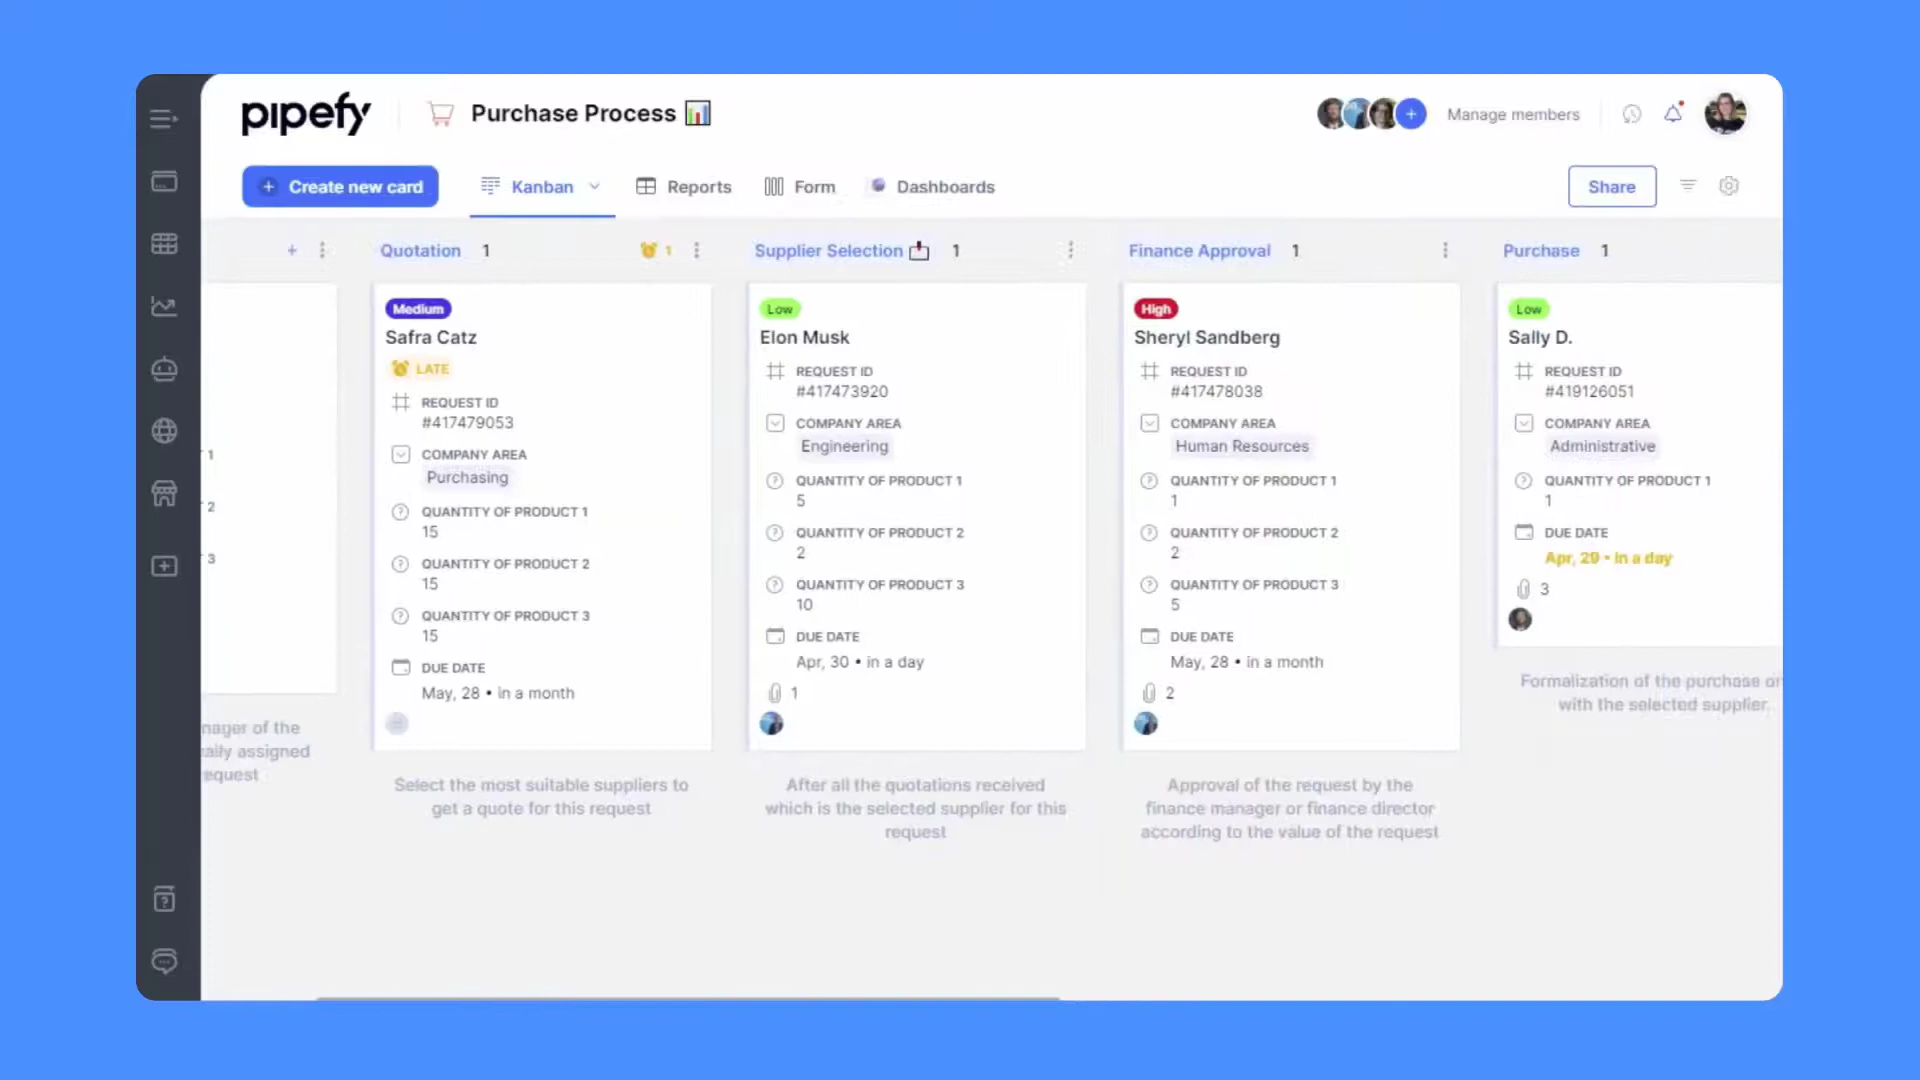 pipefy
Purchase Process
Manage members
+ Create new card
Kanban
Reports
Form
Dashboards
Share
1
2
3
nager of the
ally assigned
equest
Quotation 1
1
Medium
Safra Catz
LATE
REQUEST ID
#417479053
COMPANY AREA
Purchasing
QUANTITY OF PRODUCT 1
15
QUANTITY OF PRODUCT 2
15
QUANTITY OF PRODUCT 3
15
DUE DATE
May, 28 • in a month
Select the most suitable suppliers to
get a quote for this request
Supplier Selection 1
Low
Elon Musk
REQUEST ID
#417473920
COMPANY AREA
Engineering
QUANTITY OF PRODUCT 1
5
QUANTITY OF PRODUCT 2
2
QUANTITY OF PRODUCT 3
10
DUE DATE
Apr, 30 • in a day
1
After all the quotations received
which is the selected supplier for this
request
Finance Approval 1
High
Sheryl Sandberg
REQUEST ID
#417478038
COMPANY AREA
Human Resources
QUANTITY OF PRODUCT 1
1
QUANTITY OF PRODUCT 2
2
QUANTITY OF PRODUCT 3
5
DUE DATE
May, 28 • in a month
2
Approval of the request by the
finance manager or finance director
according to the value of the request
Purchase 1
Low
Sally D.
REQUEST ID
#419126051
COMPANY AREA
Administrative
QUANTITY OF PRODUCT 1
1
DUE DATE
Apr, 29 • in a day
3
Formalization of the purchase or
with the selected supplier.